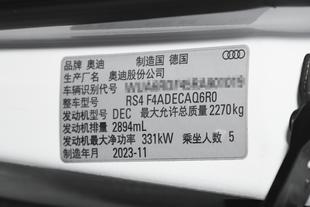 品牌 奥迪 制造国 德国
制造厂名 奥迪股份公司
车辆识别代号
整车型号 RS4 F4ADECAQ6R0
发动机型号 DEC 最大允许总质量 2270kg
发动机排量 2894mL
发动机最大净功率 331kW 乘坐人数 5
制造年月 2023-11